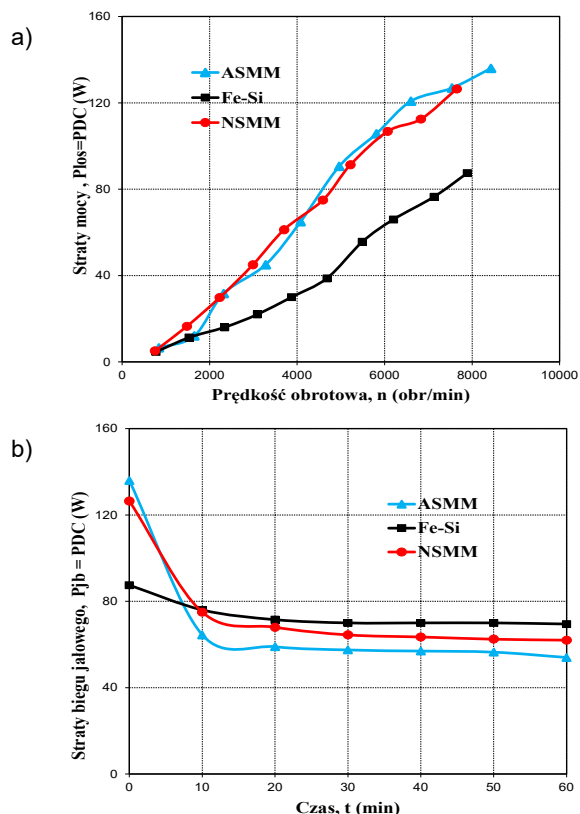 a)
Straty mocy , Plos=PDC (W)
160
120
80
40
0
ASMM
Fe-Si
NSMM
0 2000 4000 6000 8000 10000
Prędkość obrotowa, n (obr/min)
b)
Straty biegu jałowego, Pjb = PDC (W)
160
120
80
40
0
ASMM
Fe-Si
NSMM
0 10 20 30 40 50 60
Czas, t (min)